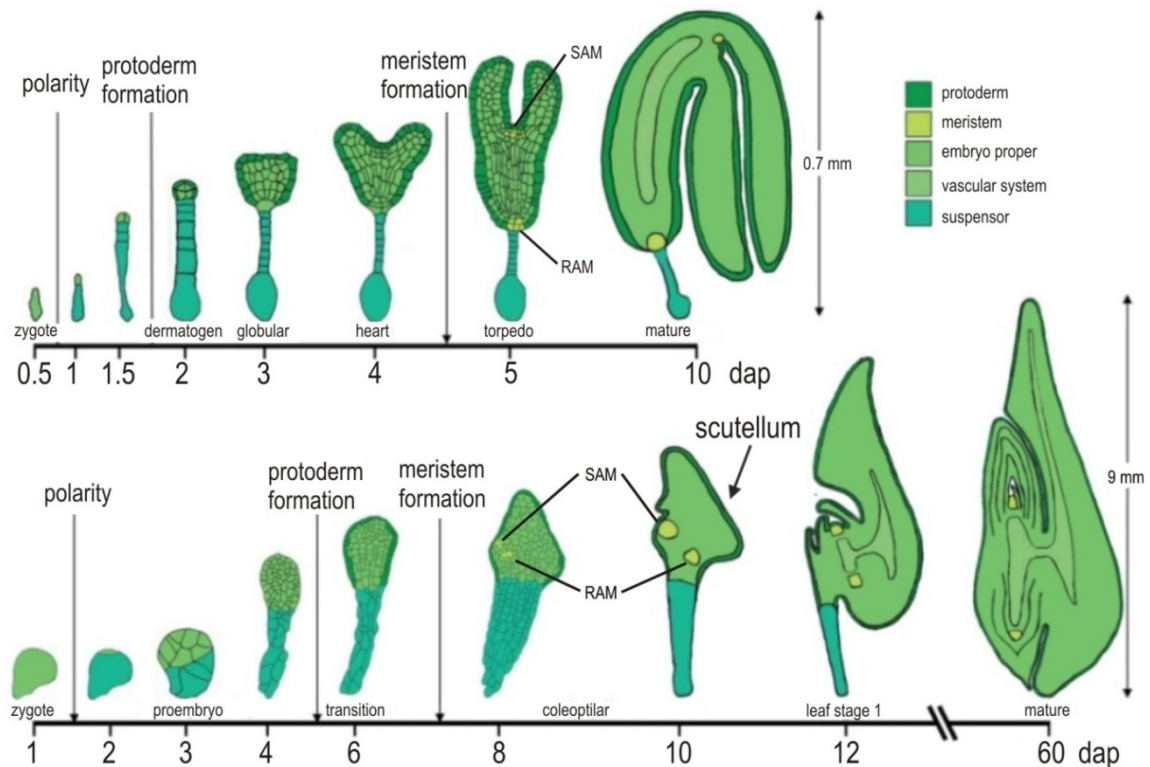 polarity
protoderm
formation
meristem
formation
SAM
RAM
0.7 mm
protoderm
meristem
embryo proper
vascular system
suspensor
zygote
dermatogen
globular
heart
torpedo
mature
0.5 1 1.5 2 3 4 5 10 dap
polarity
protoderm
formation
meristem
formation
SAM
RAM
scutellum
9 mm
zygote
proembryo
transition
coleoptilar
leaf stage 1
mature
1 2 3 4 6 8 10 12 60 dap